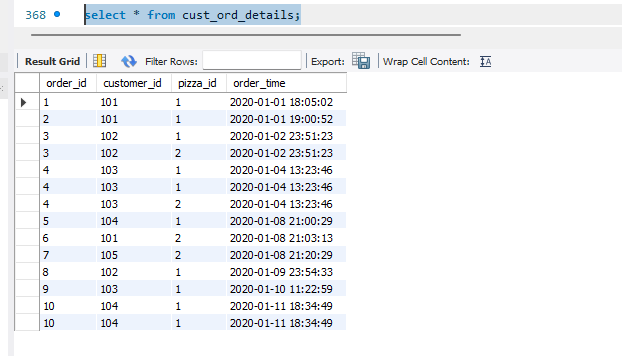 368 select * from cust_ord_details;
Result Grid Filter Rows: Export: Wrap Cell Content:
order_id customer_id pizza_id order_time
1 101 1 2020-01-01 18:05:02
2 101 1 2020-01-01 19:00:52
3 102 1 2020-01-02 23:51:23
3 102 2 2020-01-02 23:51:23
4 103 1 2020-01-04 13:23:46
4 103 1 2020-01-04 13:23:46
4 103 2 2020-01-04 13:23:46
5 104 1 2020-01-08 21:00:29
6 101 2 2020-01-08 21:03:13
7 105 2 2020-01-08 21:20:29
8 102 1 2020-01-09 23:54:33
9 103 1 2020-01-10 11:22:59
10 104 1 2020-01-11 18:34:49
10 104 1 2020-01-11 18:34:49